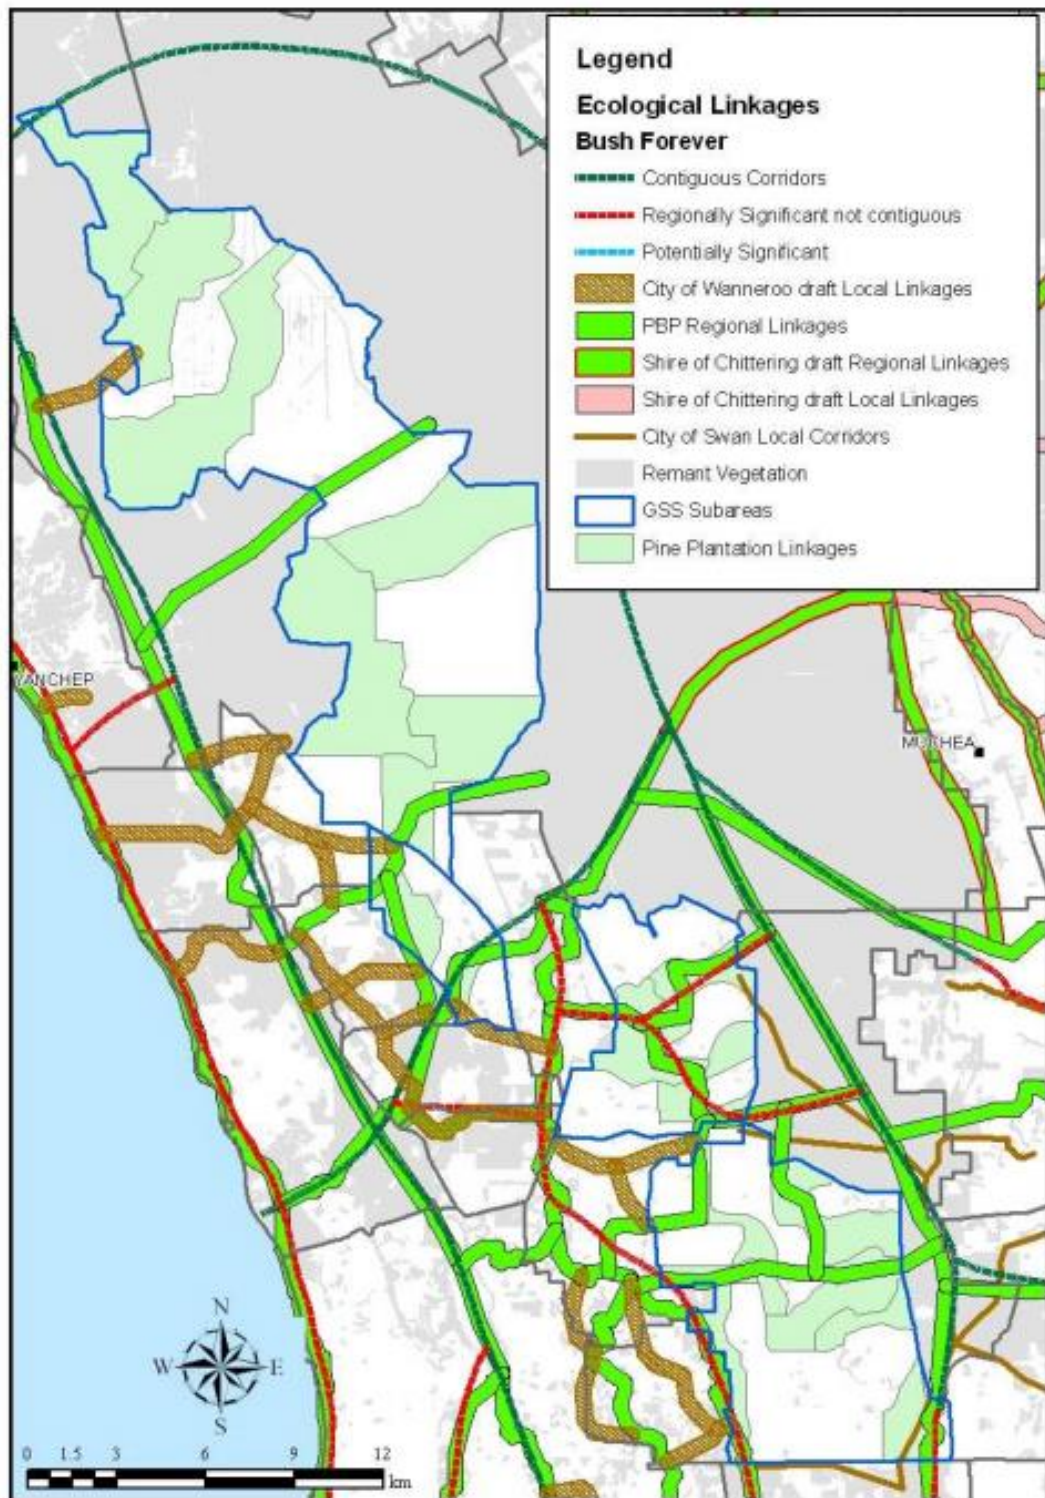 Legend
Ecological Linkages
Bush Forever
Contiguous Corridors
Regionally Significant not contiguous
Potentially Significant
City of Wanneroo draft Local Linkages
PBP Regional Linkages
Shire of Chittering draft Regional Linkages
Shire of Chittering draft Local Linkages
City of Swan Local Corridors
Remant Vegetation
GSS Subareas
Pine Plantation Linkages
YANCHEP
MUCHEA
N
W E
S
0 1.5 3 6 9 12
km